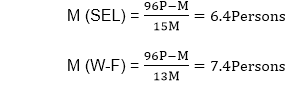 M (SEL) = 96P−M/15M = 6.4Persons
M (W-F) = 96P−M/13M = 7.4Persons